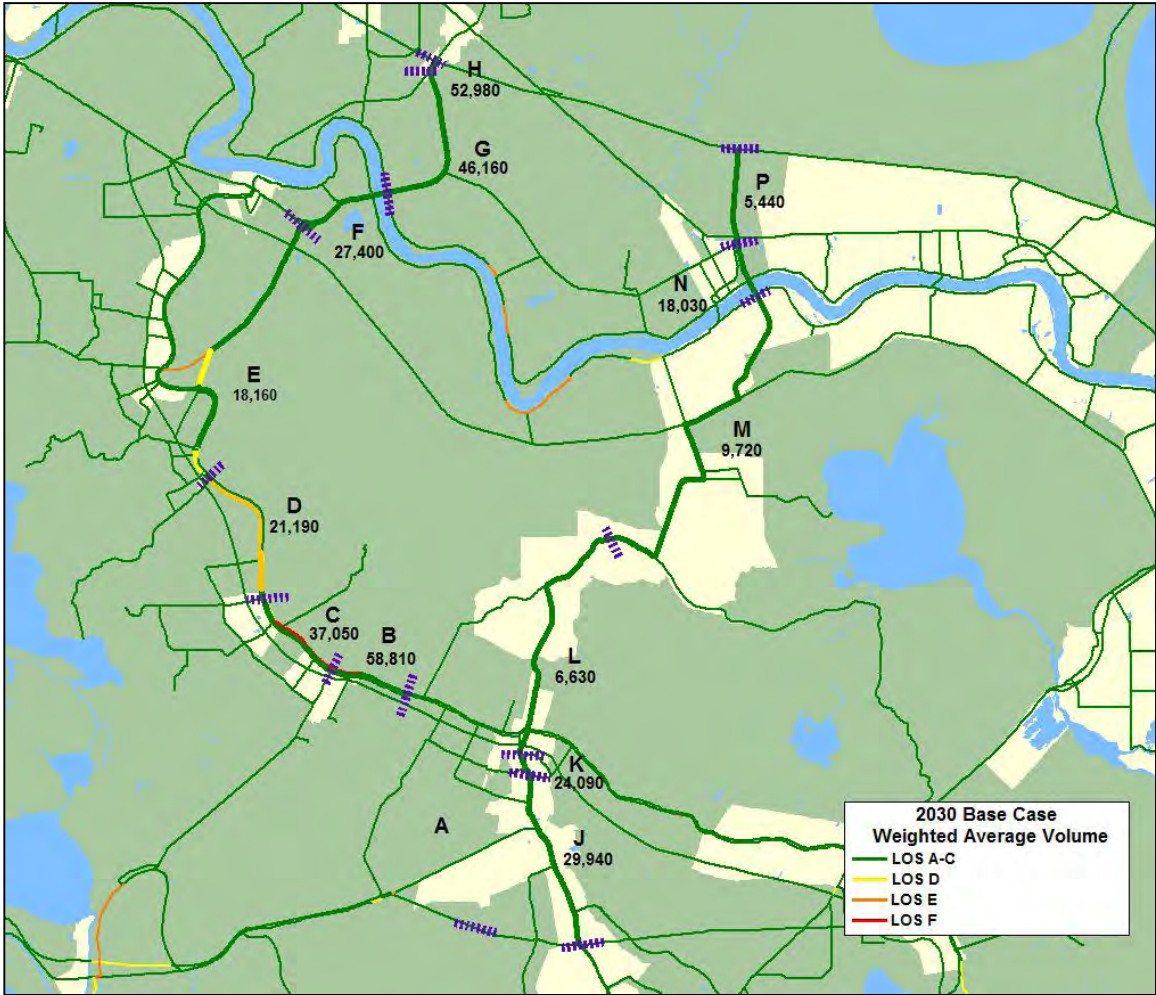 H
52,980
G
46,160
P
5,440
F
27,400
N
18,030
E
18,160
M
9,720
D
21,190
C
37,050
B
58,810
L
6,630
K
24,090
A
J
29,940
2030 Base Case
Weighted Average Volume
LOS A-C
LOS D
LOS E
LOS F